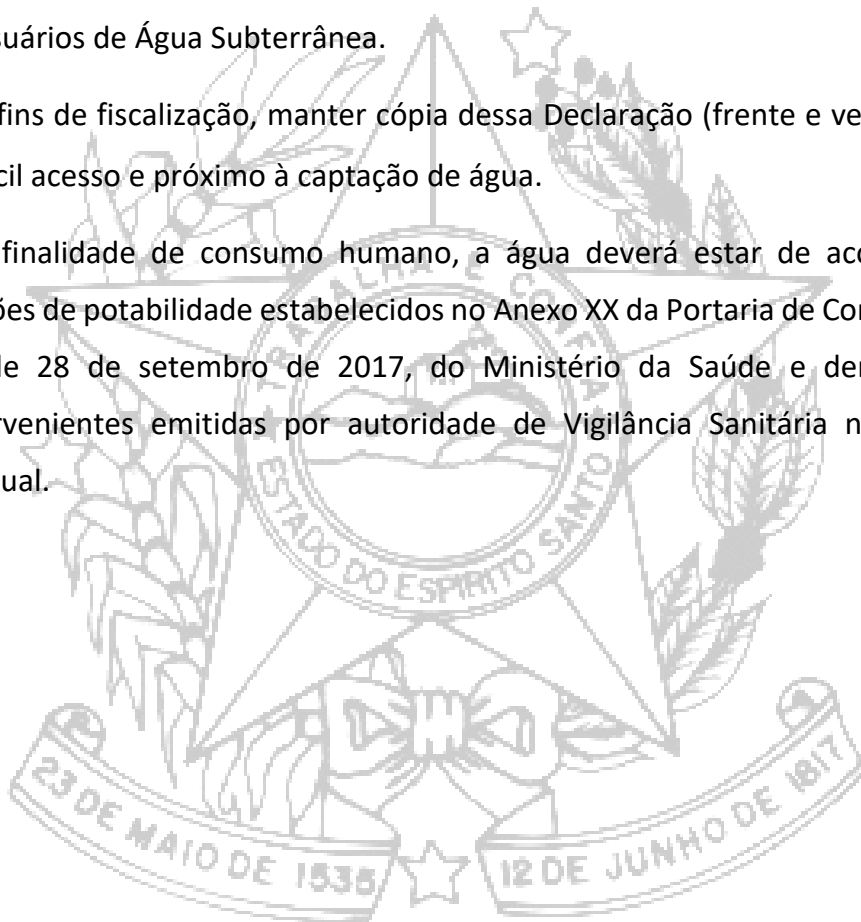 suários de Água Subterrânea.
fins de fiscalização, manter cópia dessa Declaração (frente e ve
cil acesso e próximo à captação de água.
finalidade de consumo humano, a água deverá estar de aco
ões de potabilidade estabelecidos no Anexo XX da Portaria de Co
de 28 de setembro de 2017, do Ministério da Saúde e de
rvenientes emitidas por autoridade de Vigilância Sanitária n
ual.
TRABALHA E CONFIA
ESTADO DO ESPIRITO SANTO
23 DE MAIO DE 1535
12 DE JUNHO DE 1817